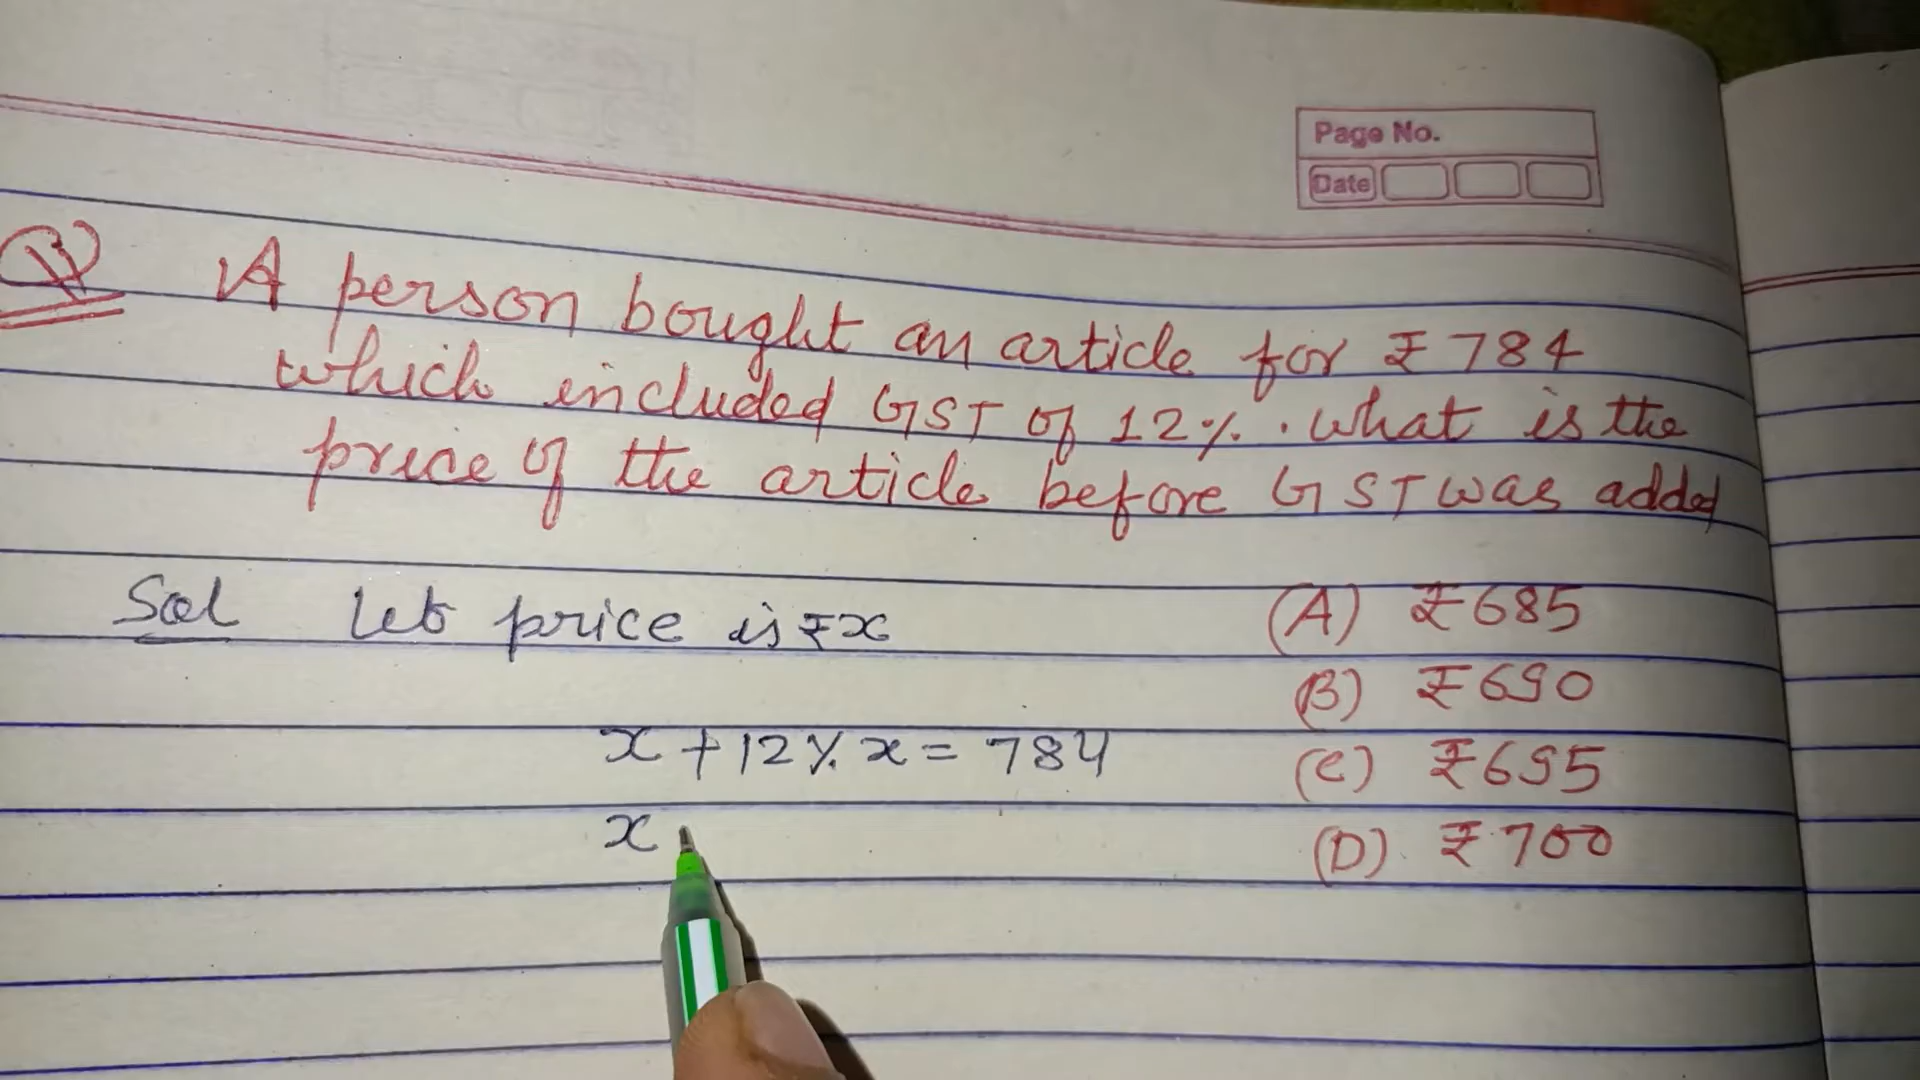 Page No.
Date
Q A person bought an article for ₹784
which included GST of 12%. what is the
price of the article before GST was added
Sol Let price is ₹x
(A) ₹685
(B) ₹690
x + 12% x = 784
(C) ₹695
x
(D) ₹700